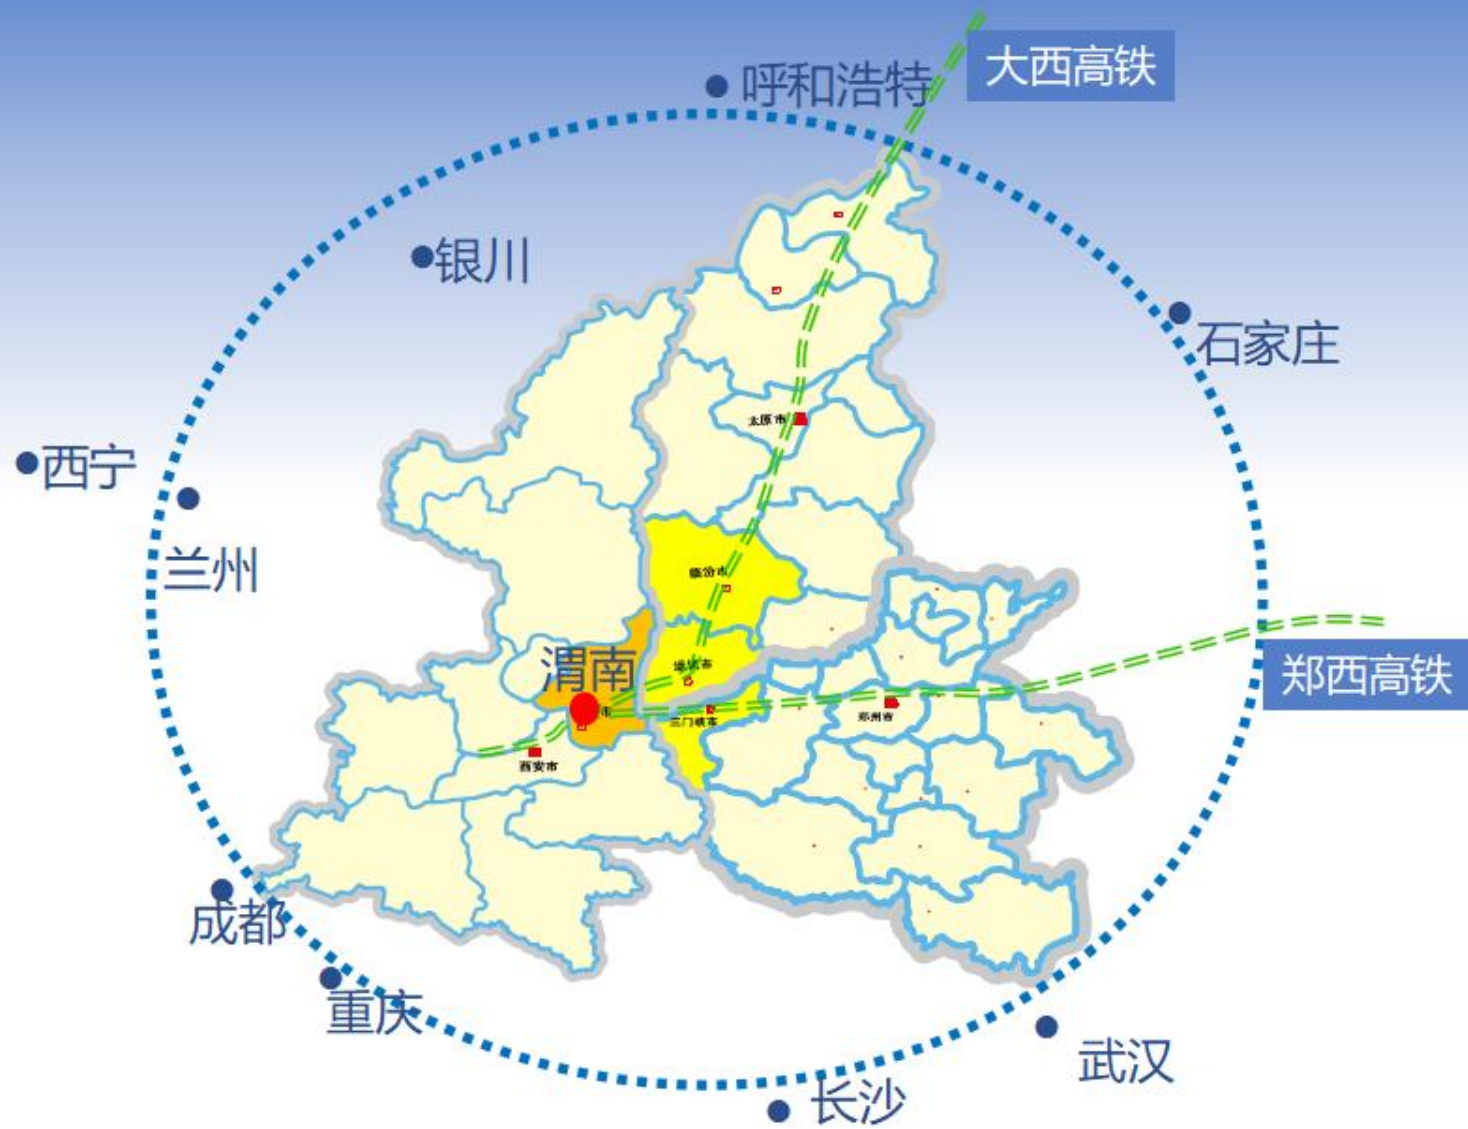 大西高铁
呼和浩特
银川
石家庄
太原市
西宁
兰州
临汾市
渭南
运城市
郑西高铁
市
三门峡市
郑州市
西安市
成都
重庆
武汉
长沙